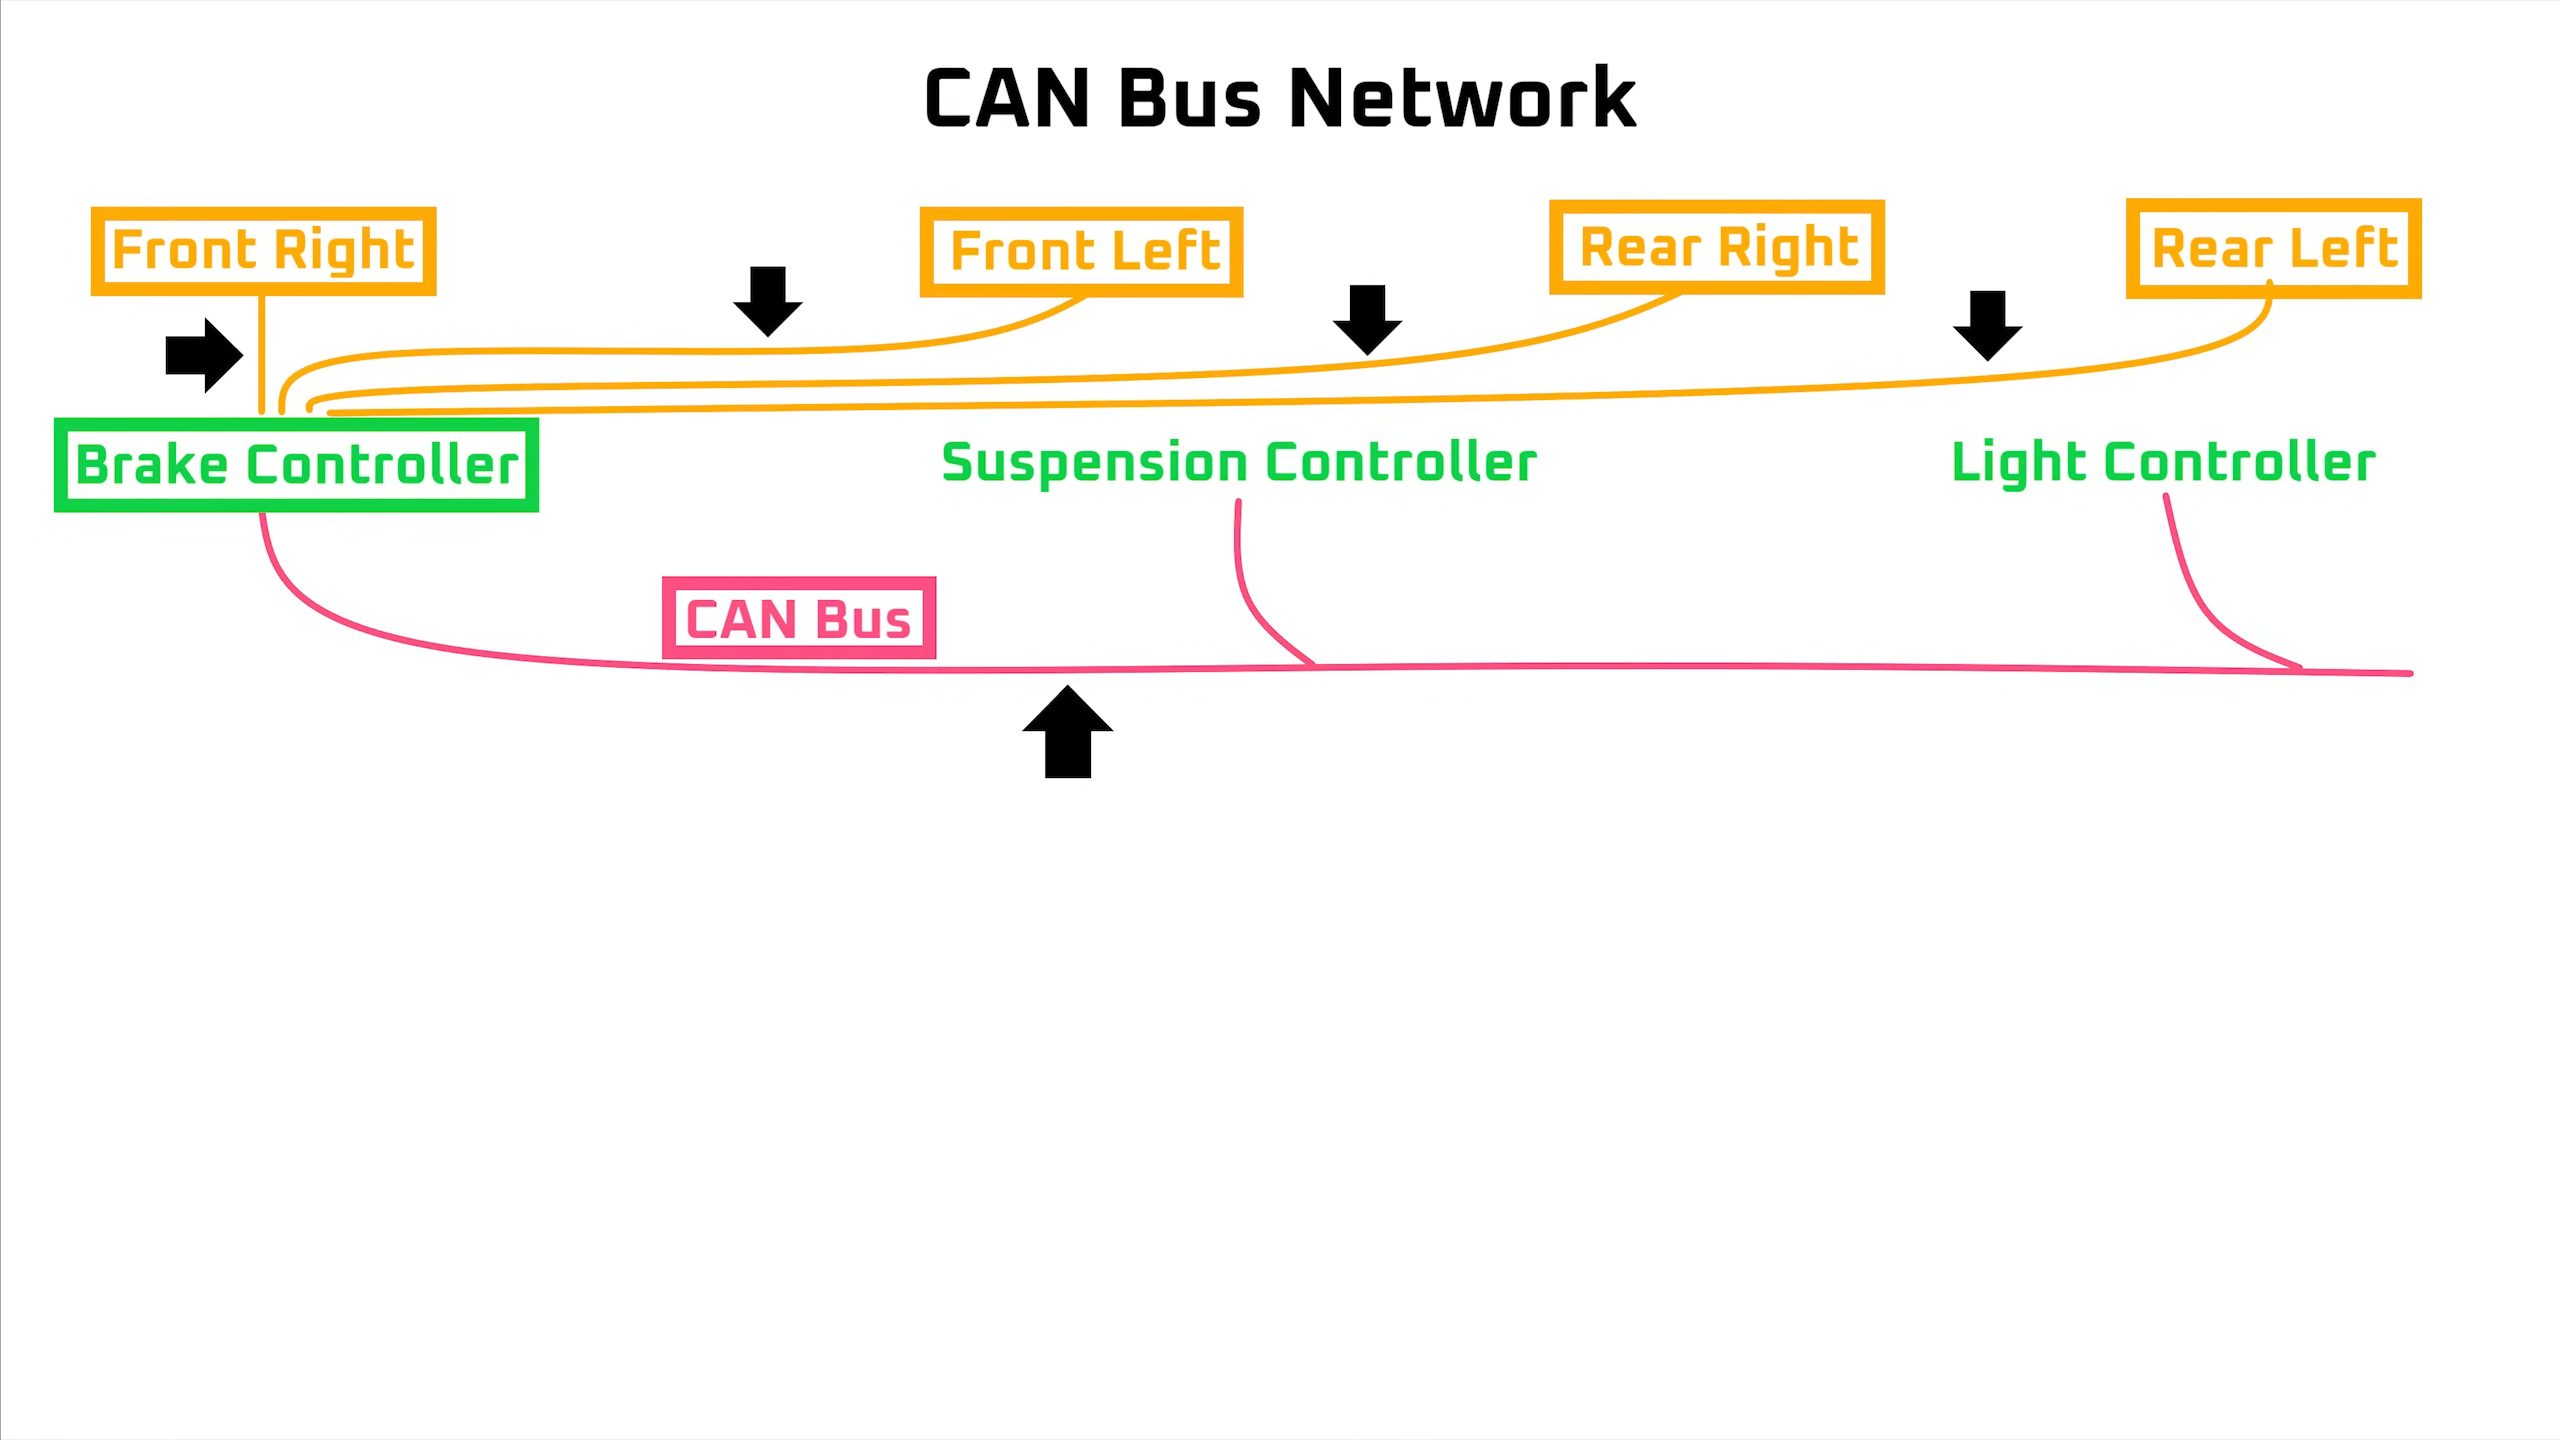 CAN Bus Network
Front Right
Front Left
Rear Right
Rear Left
Brake Controller
Suspension Controller
Light Controller
CAN Bus